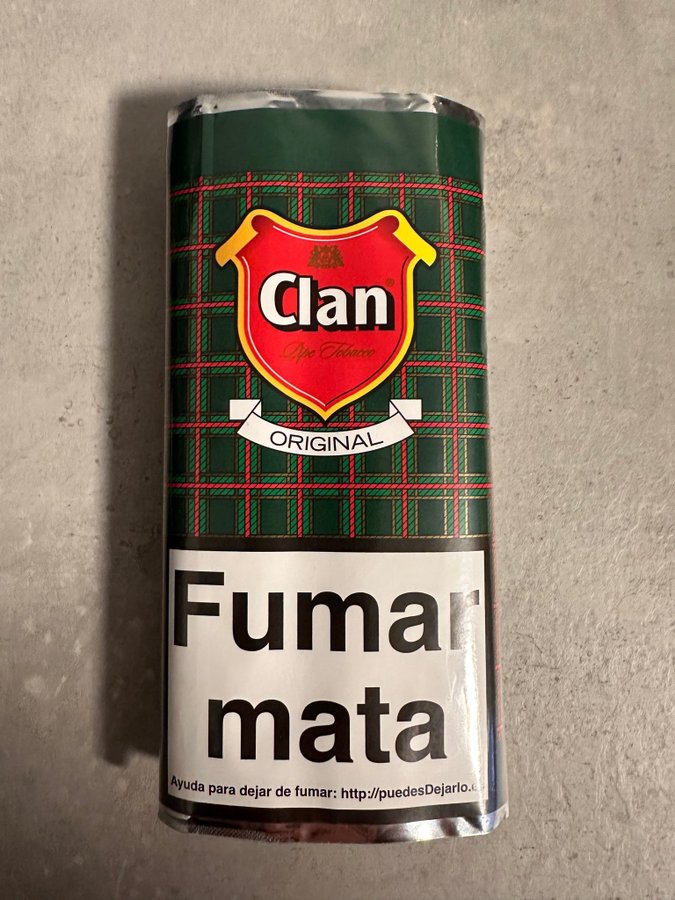 Clan
Pipe Tobacco
ORIGINAL
Fumar
mata
Ayuda para dejar de fumar: http://puedesDejarlo.e